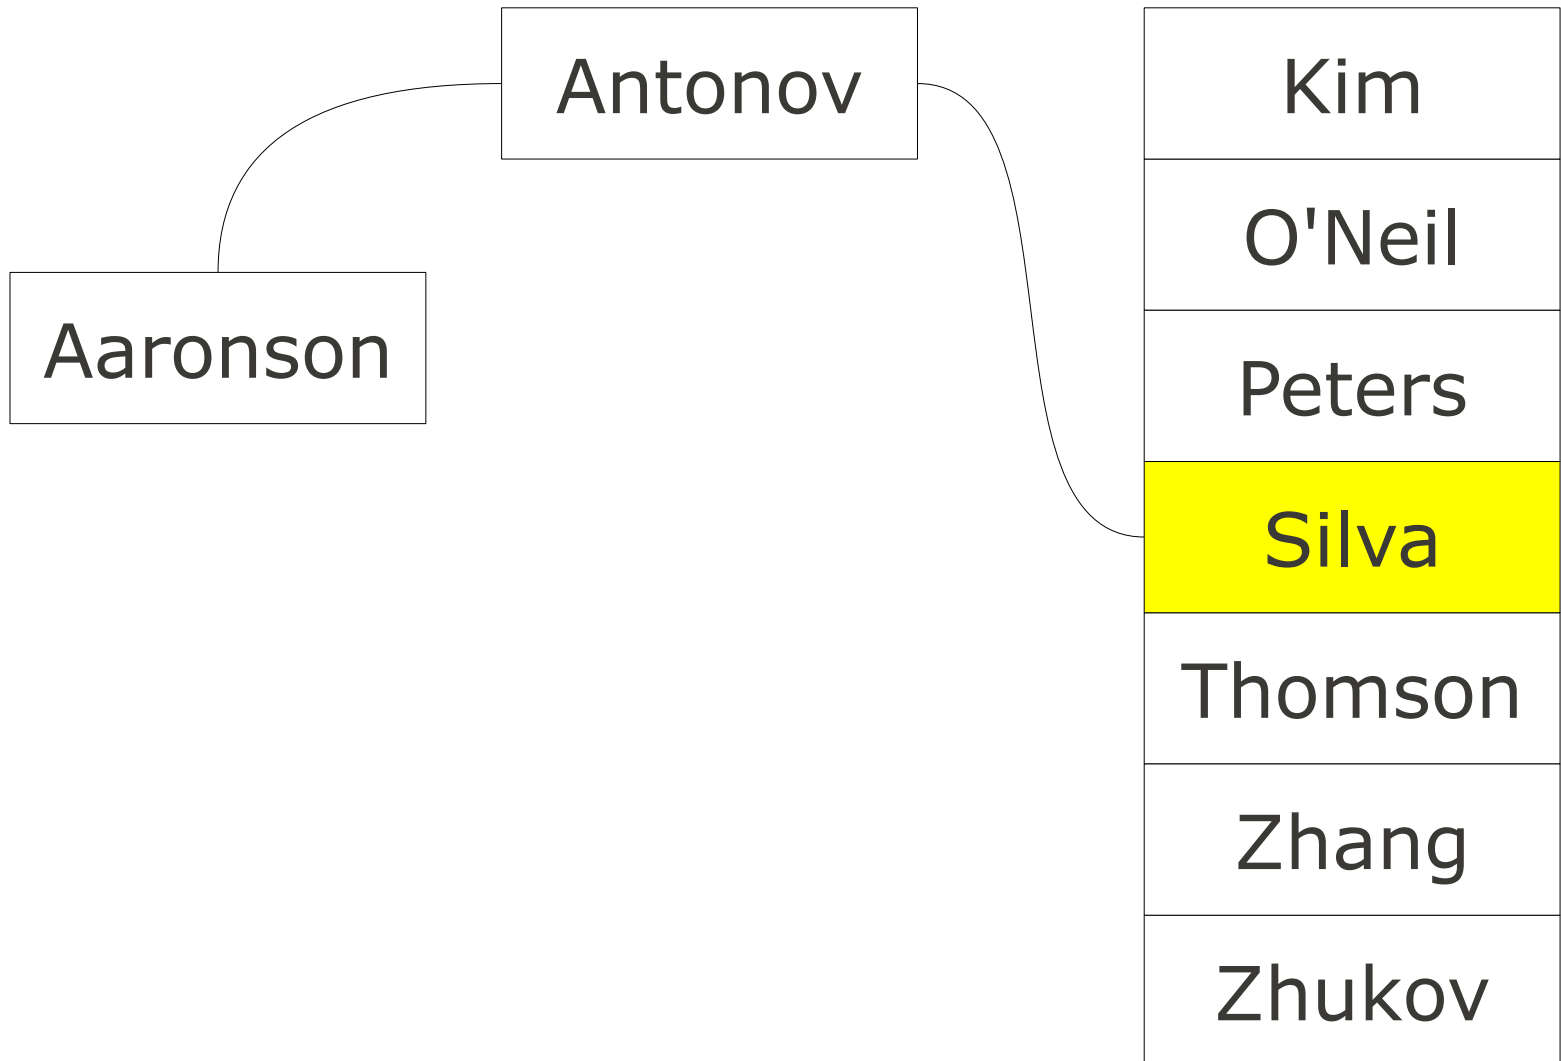 Antonov
Aaronson
Kim
O'Neil
Peters
Silva
Thomson
Zhang
Zhukov